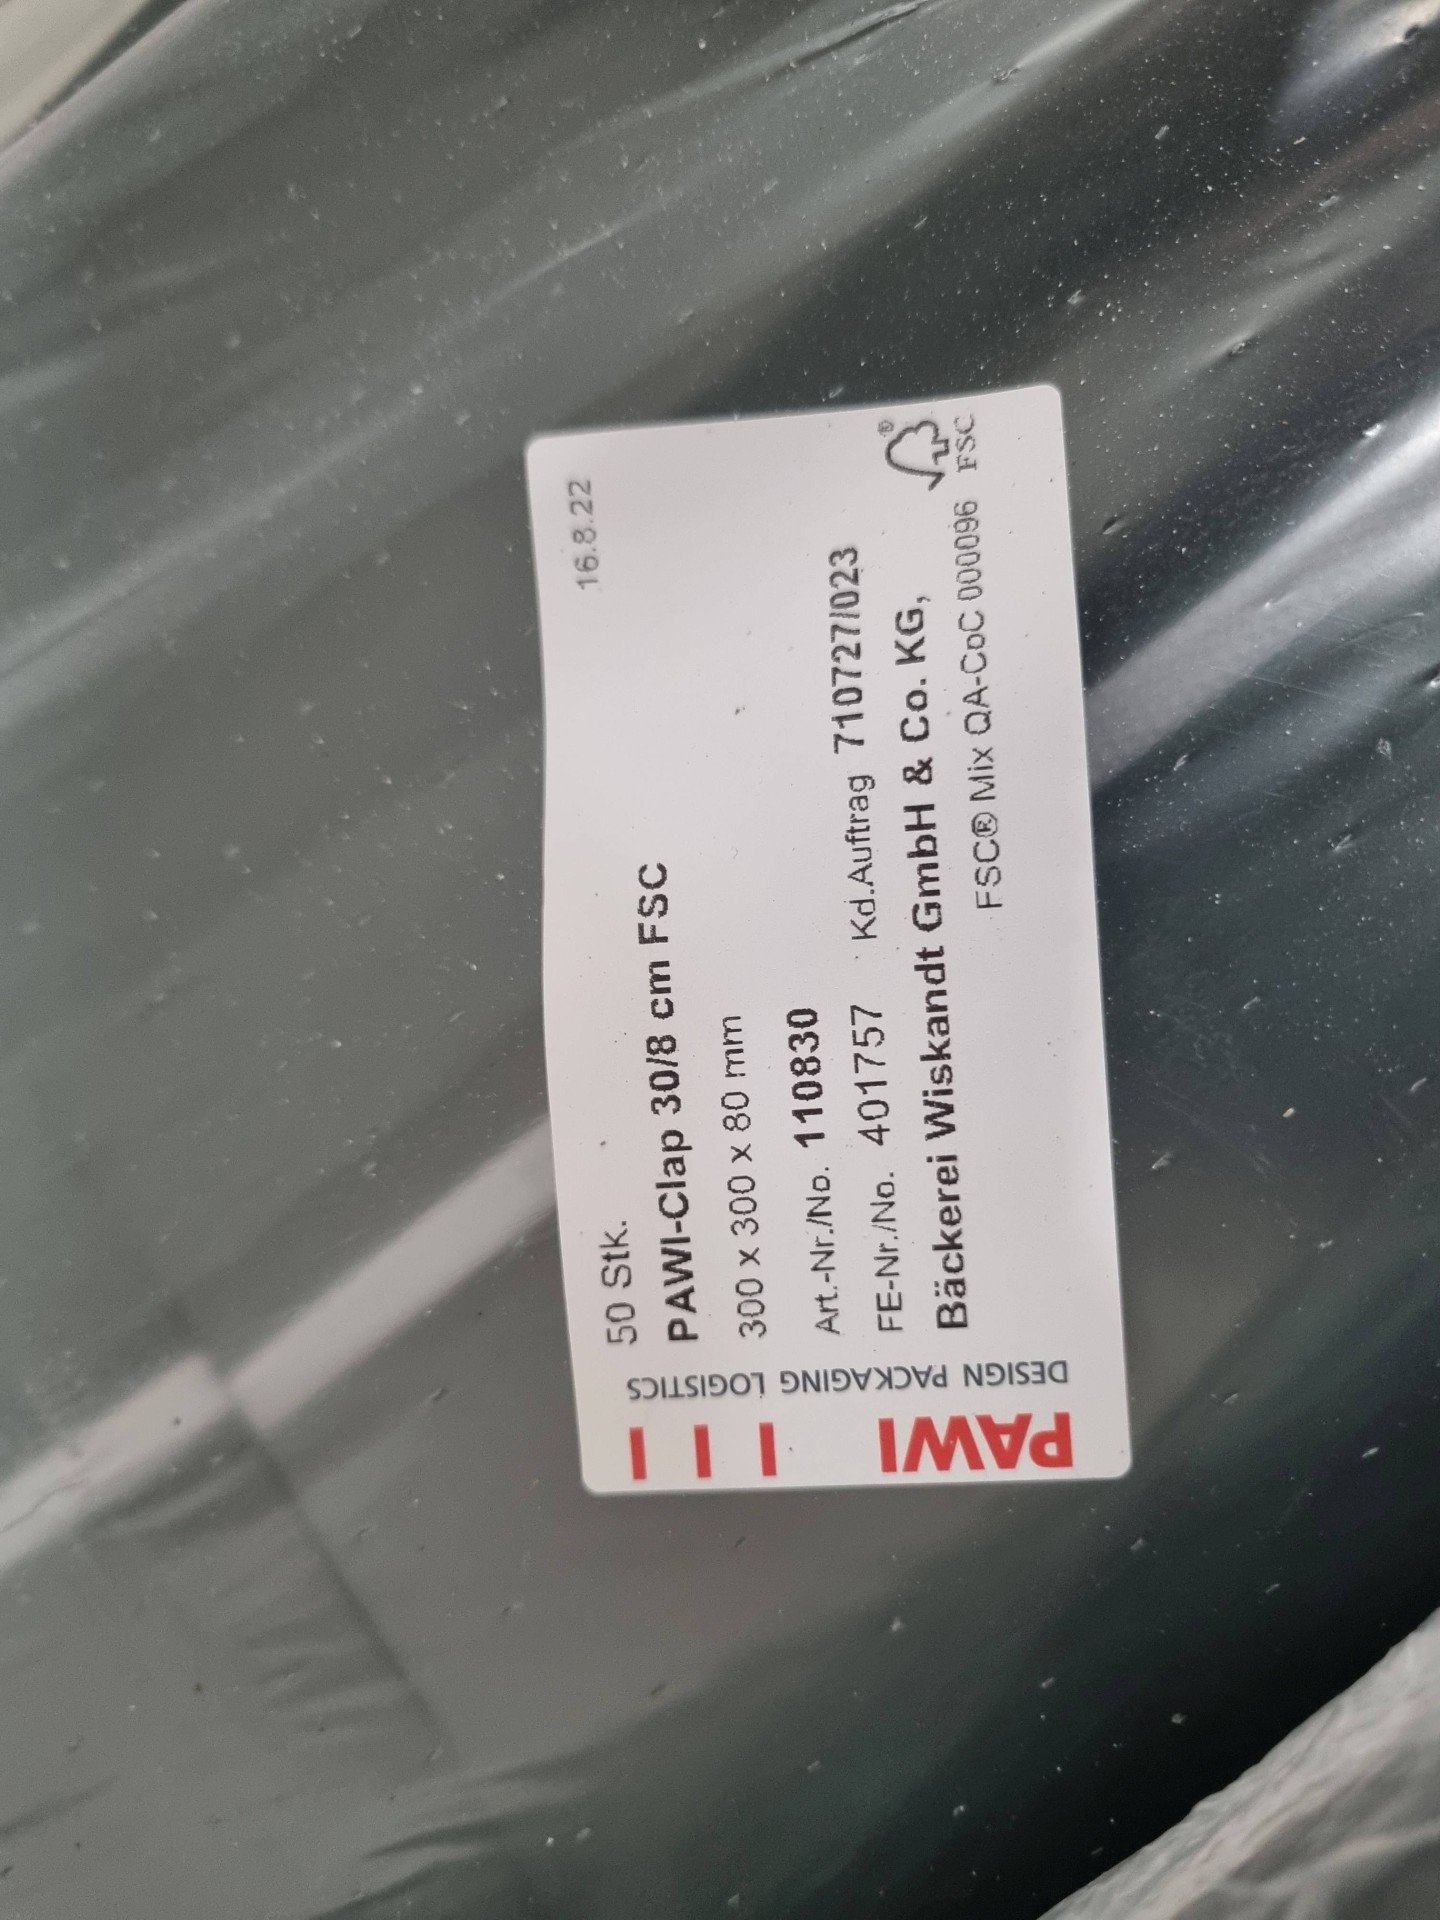 16.8.22
50 Stk.
PAWI-Clap 30/8 cm FSC
300 x 300 x 80 mm
Art.-Nr./No. 110830
FE-Nr./No. 401757 Kd.Auftrag 710727/023
Bäckerei Wiskandt GmbH & Co. KG,
FSC® Mix QA-CoC 000096
®
FSC
PAWI
DESIGN PACKAGING LOGISTICS